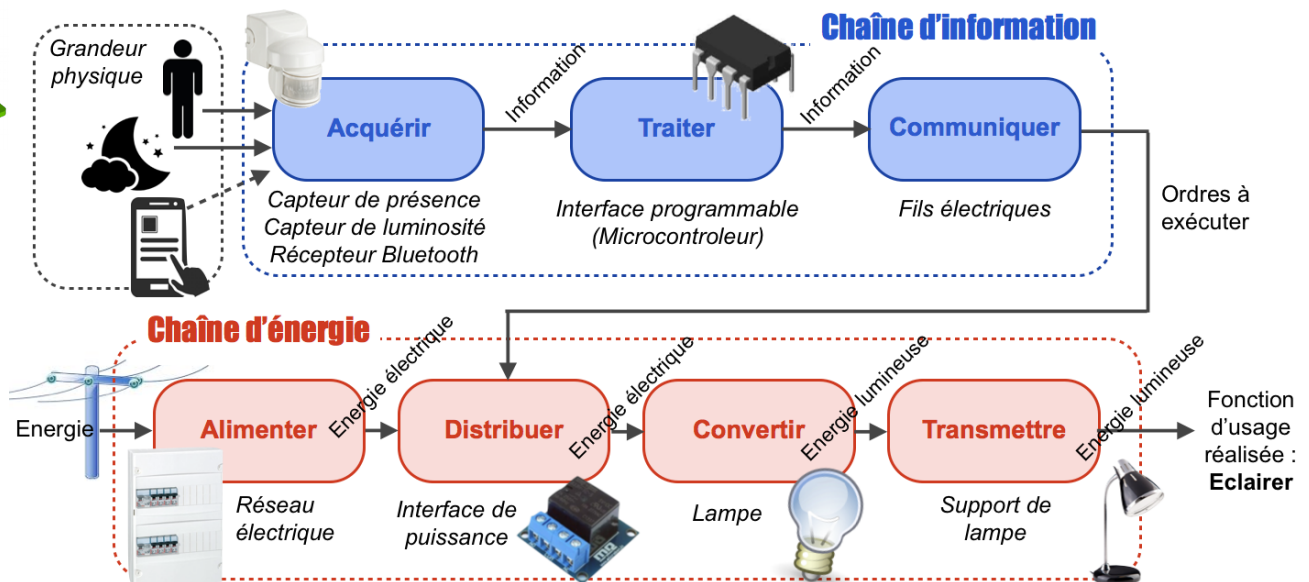 Chaîne d'information
Grandeur
physique
Information
Information
Acquérir
Traiter
Communiquer
Capteur de présence
Capteur de luminosité
Récepteur Bluetooth
Interface programmable
(Microcontroleur)
Fils électriques
Ordres à
exécuter
Chaîne d'énergie
Energie électrique
Energie électrique
Energie lumineuse
Energie lumineuse
Energie
Alimenter
Distribuer
Convertir
Transmettre
Fonction
d'usage
réalisée :
Eclairer
Réseau
électrique
Interface de
puissance
Lampe
Support de
lampe